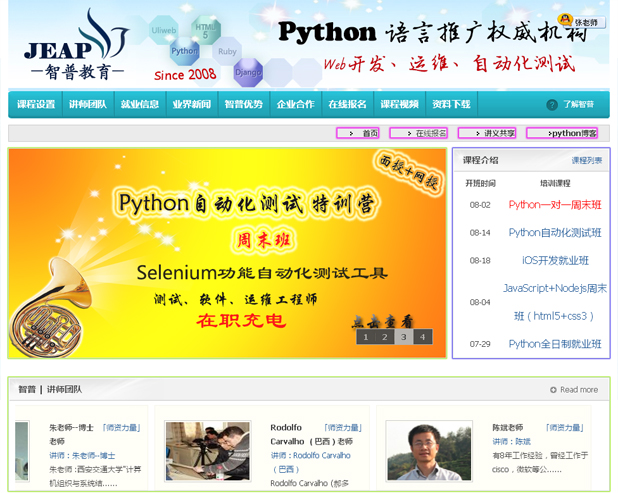 JEAP
智普教育
Since 2008
Uliweb
HTML5
Python
Ruby
Django
Python 语言推广权威机构
Web开发、运维、自动化测试
张老师
课程设置 讲师团队 就业信息 业界新闻 智普优势 企业合作 在线报名 课程视频 资料下载
? 了解智普
首页 在线报名 讲义共享 python博客
面授+网授
Python自动化测试 特训营
周末班
Selenium功能自动化测试工具
测试、软件、运维工程师
在职充电
点击查看
1 2 3 4
课程介绍 课程列表
开班时间 培训课程
08-02 Python一对一周末班
08-14 Python自动化测试班
08-18 iOS开发就业班
08-04 JavaScript+Nodejs周末班（html5+css3）
07-29 Python全日制就业班
智普 | 讲师团队
Read more
朱老师--博士 「师资力量」
老师
讲师：朱老师--博士
朱老师:西安交通大学"计算
机组织与系统结......
Rodolfo 「师资力量」
Carvalho （巴西）老师
讲师：Rodolfo Carvalho
（巴西）
Rodolfo Carvalho (郝多
陈斌老师 「师资力量」
讲师：陈斌
有8年工作经验，曾经工作于
cisco，微软等公......